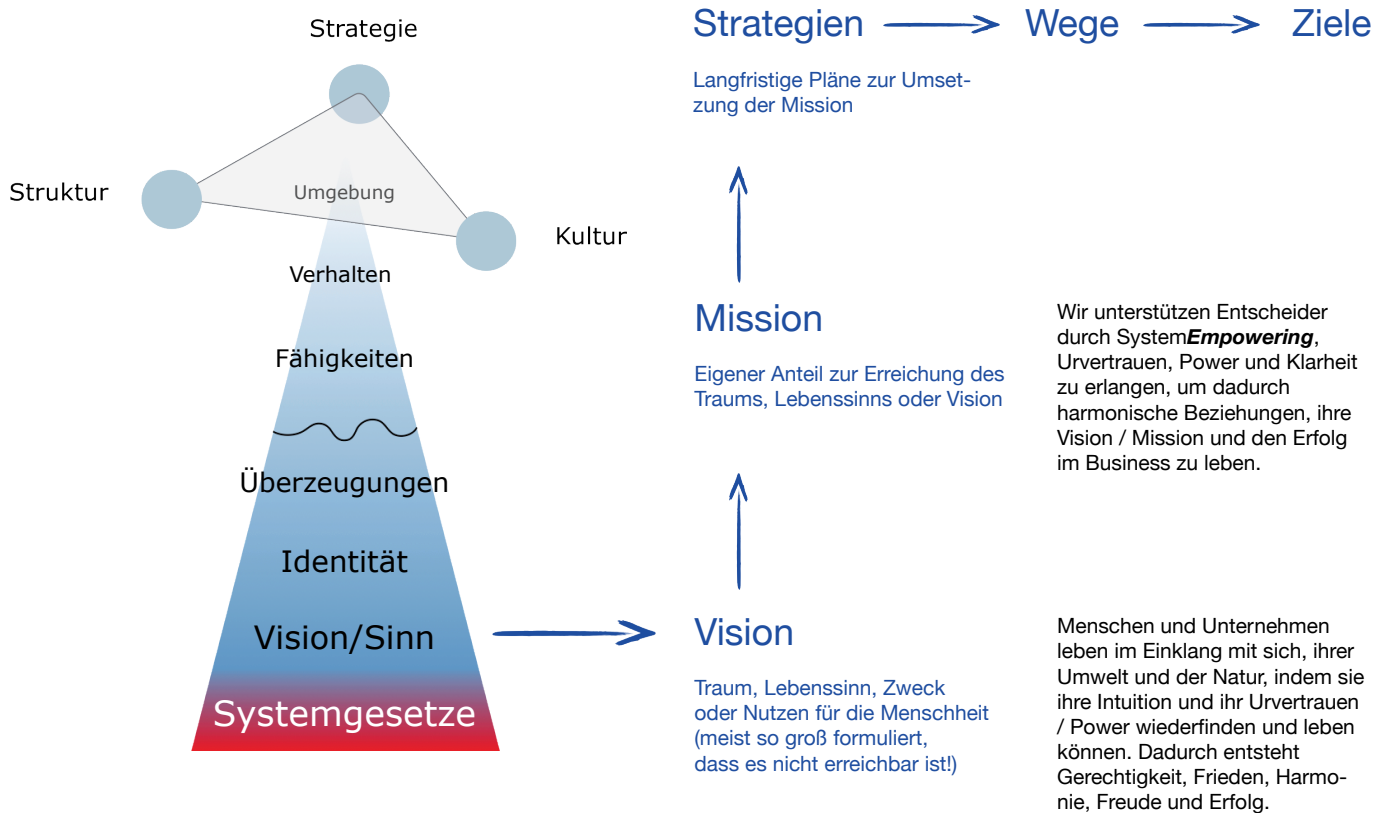 Strategie
Struktur
Umgebung
Kultur
Verhalten
Fähigkeiten
Überzeugungen
Identität
Vision/Sinn
Systemgesetze
Strategien
Wege
Ziele
Langfristige Pläne zur Umset-
zung der Mission
Mission
Eigener Anteil zur Erreichung des
Traums, Lebenssinns oder Vision
Wir unterstützen Entscheider
durch SystemEmpowering,
Urvertrauen, Power und Klarheit
zu erlangen, um dadurch
harmonische Beziehungen, ihre
Vision / Mission und den Erfolg
im Business zu leben.
Vision
Traum, Lebenssinn, Zweck
oder Nutzen für die Menschheit
(meist so groß formuliert,
dass es nicht erreichbar ist!)
Menschen und Unternehmen
leben im Einklang mit sich, ihrer
Umwelt und der Natur, indem sie
ihre Intuition und ihr Urvertrauen
/ Power wiederfinden und leben
können. Dadurch entsteht
Gerechtigkeit, Frieden, Harmo-
nie, Freude und Erfolg.